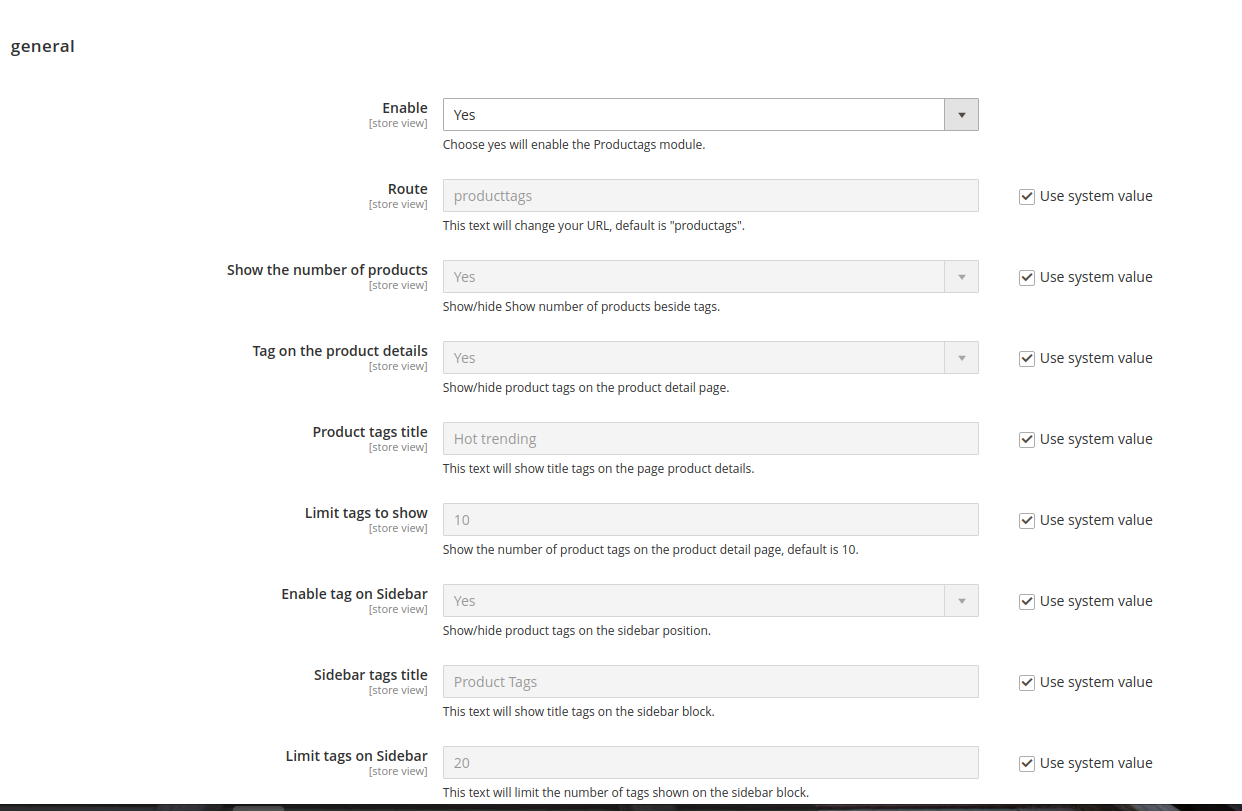 general
Enable
[store view]
Yes
Choose yes will enable the Productags module.
Route
[store view]
producttags
Use system value
This text will change your URL, default is "productags".
Show the number of products
[store view]
Yes
Use system value
Show/hide Show number of products beside tags.
Tag on the product details
[store view]
Yes
Use system value
Show/hide product tags on the product detail page.
Product tags title
[store view]
Hot trending
Use system value
This text will show title tags on the page product details.
Limit tags to show
[store view]
10
Use system value
Show the number of product tags on the product detail page, default is 10.
Enable tag on Sidebar
[store view]
Yes
Use system value
Show/hide product tags on the sidebar position.
Sidebar tags title
[store view]
Product Tags
Use system value
This text will show title tags on the sidebar block.
Limit tags on Sidebar
[store view]
20
Use system value
This text will limit the number of tags shown on the sidebar block.